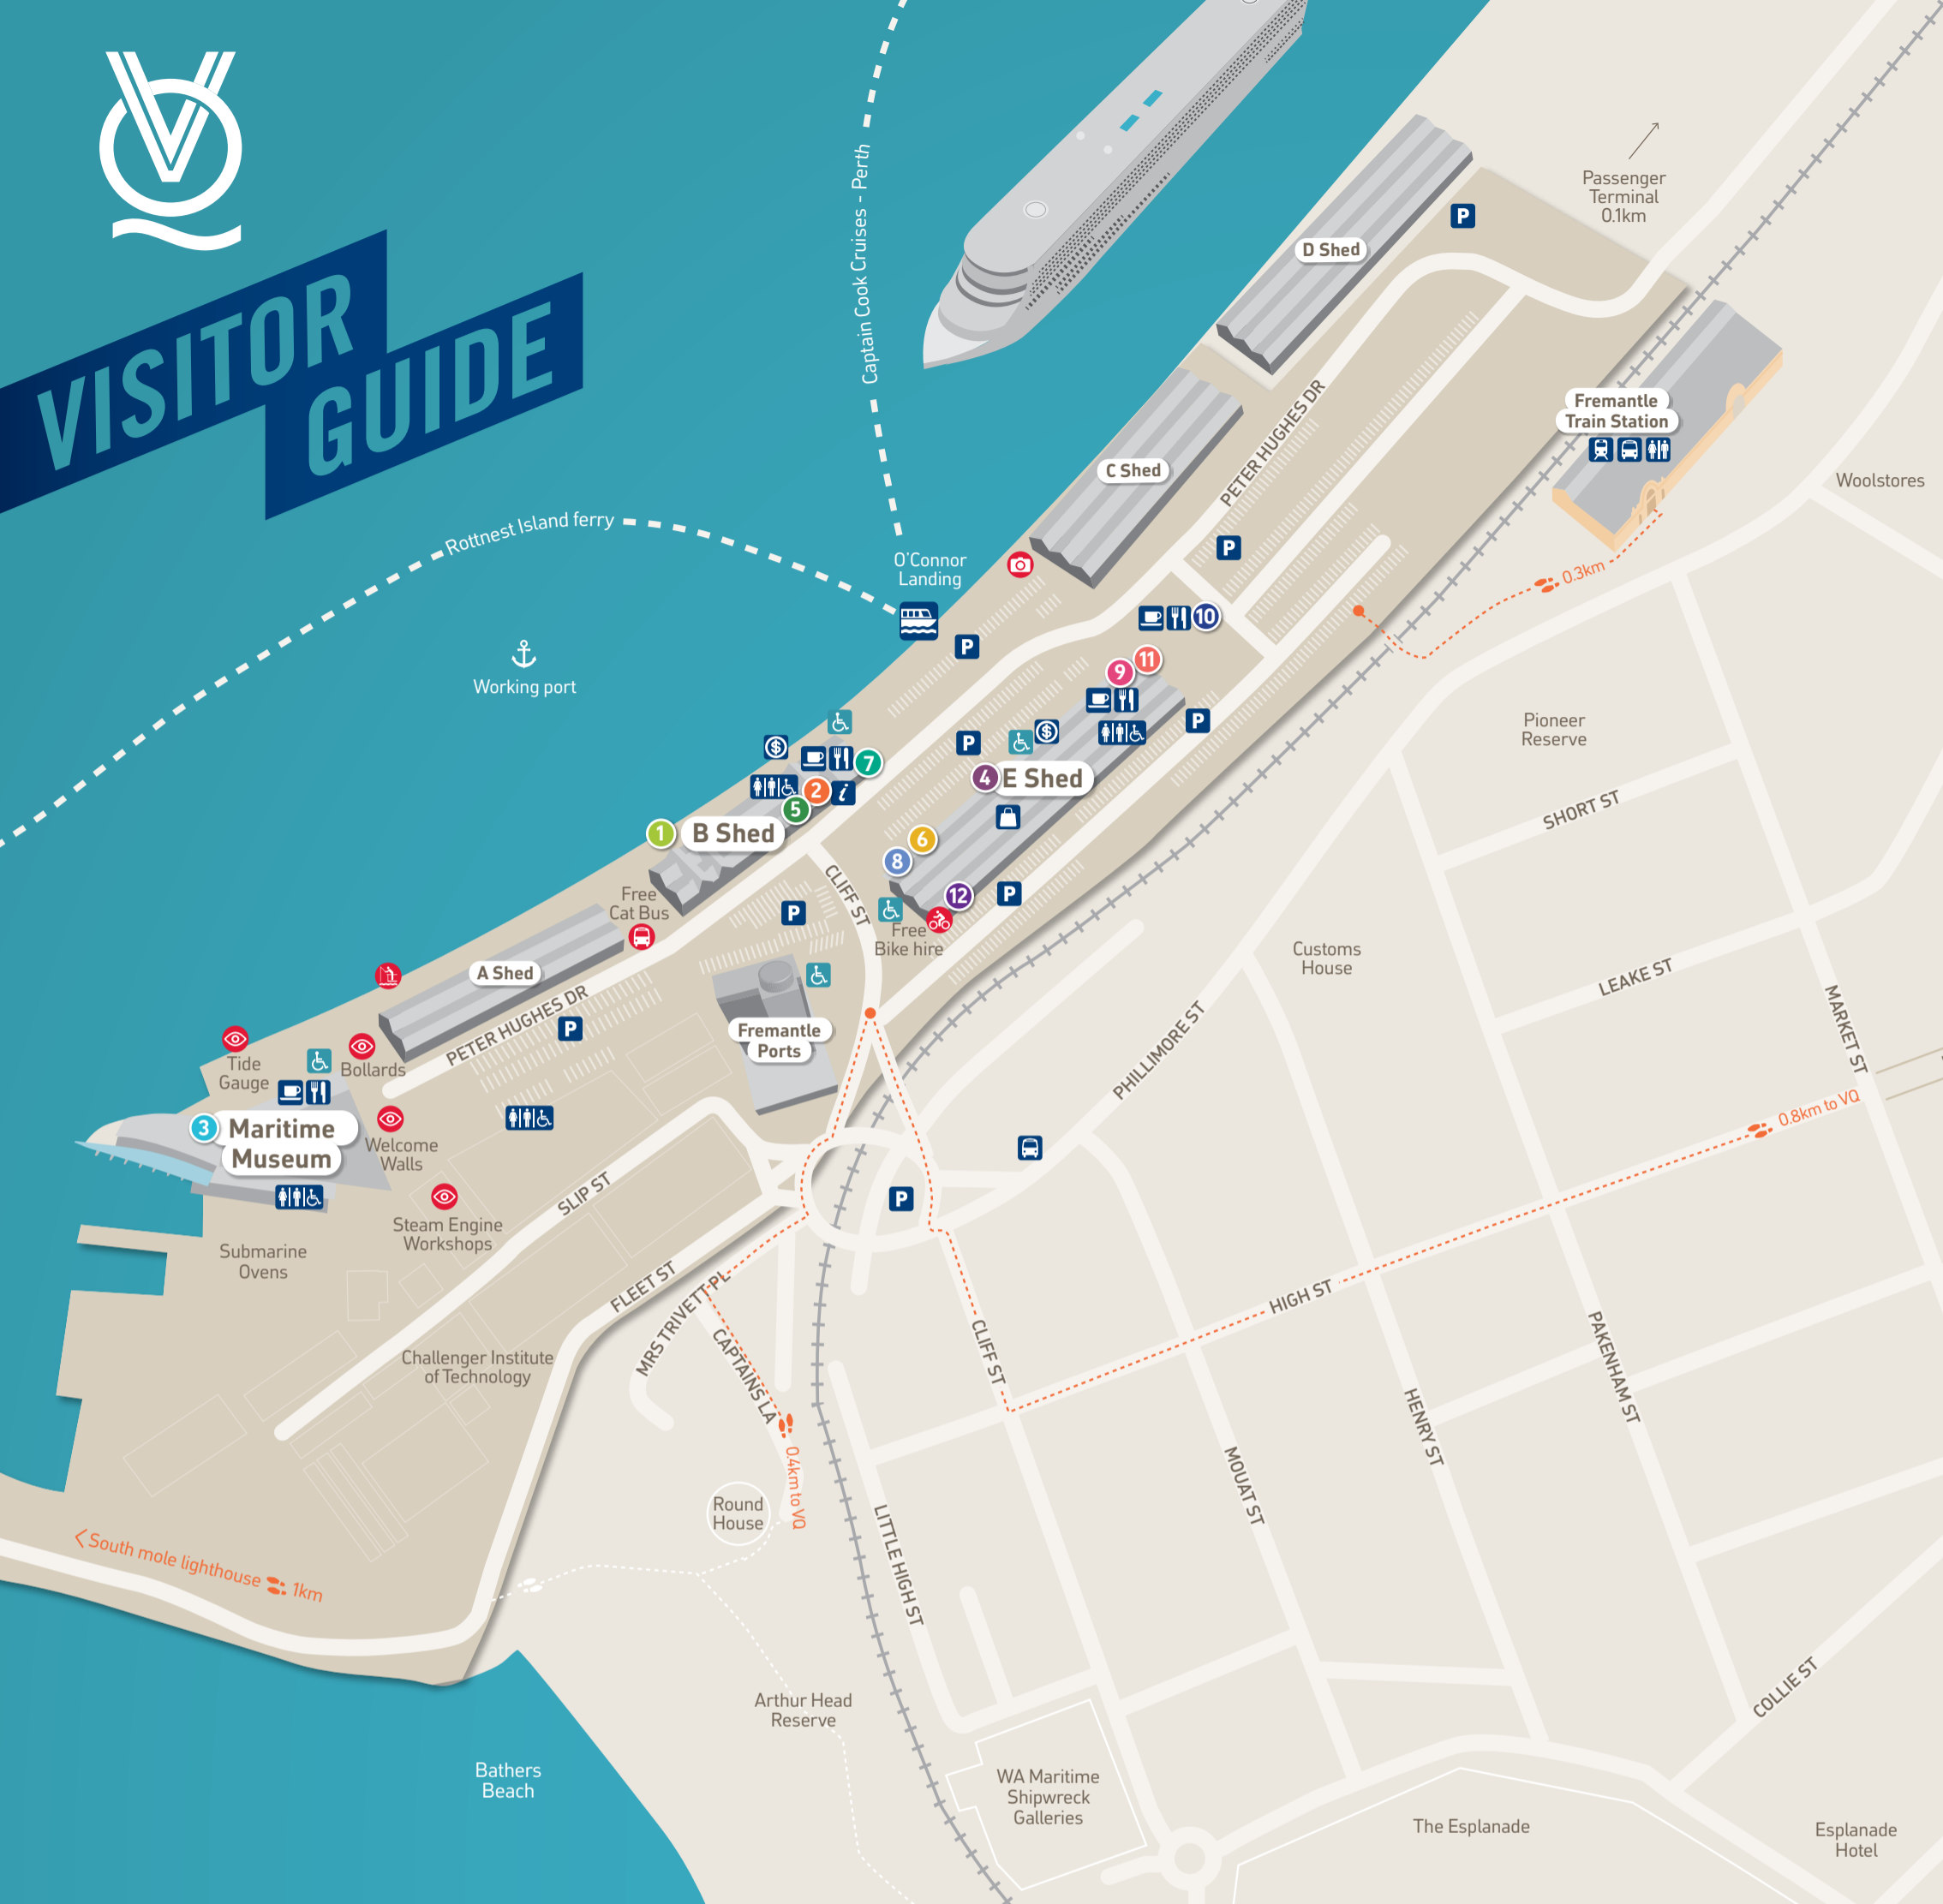 VQ
VISITOR
GUIDE
Captain Cook Cruises - Perth
Rottnest Island ferry
O'Connor
Landing
Working port
Passenger
Terminal
0.1km
D Shed
P
C Shed
PETER HUGHES DR
Fremantle
Train Station
Woolstores
P
0.3km
10
P
11
9
P
P
$
$
7
4
E Shed
2
i
5
1
B Shed
6
8
12
P
CLIFF ST
Free
Cat Bus
P
Free
Bike hire
A Shed
PETER HUGHES DR
P
Fremantle
Ports
Tide
Gauge
Bollards
3
Maritime
Museum
Welcome
Walls
Steam Engine
Workshops
Submarine
Ovens
Pioneer
Reserve
SHORT ST
Customs
House
LEAKE ST
MARKET ST
PHILLIMORE ST
0.8km to VQ
P
SLIP ST
FLEET ST
MRS TRIVETT PL
CAPTAINS LA
0.4km to VQ
CLIFF ST
HIGH ST
PAKENHAM ST
HENRY ST
MOUAT ST
Challenger Institute
of Technology
Round
House
LITTLE HIGH ST
South mole lighthouse 1km
Arthur Head
Reserve
Bathers
Beach
WA Maritime
Shipwreck
Galleries
COLLIE ST
The Esplanade
Esplanade
Hotel